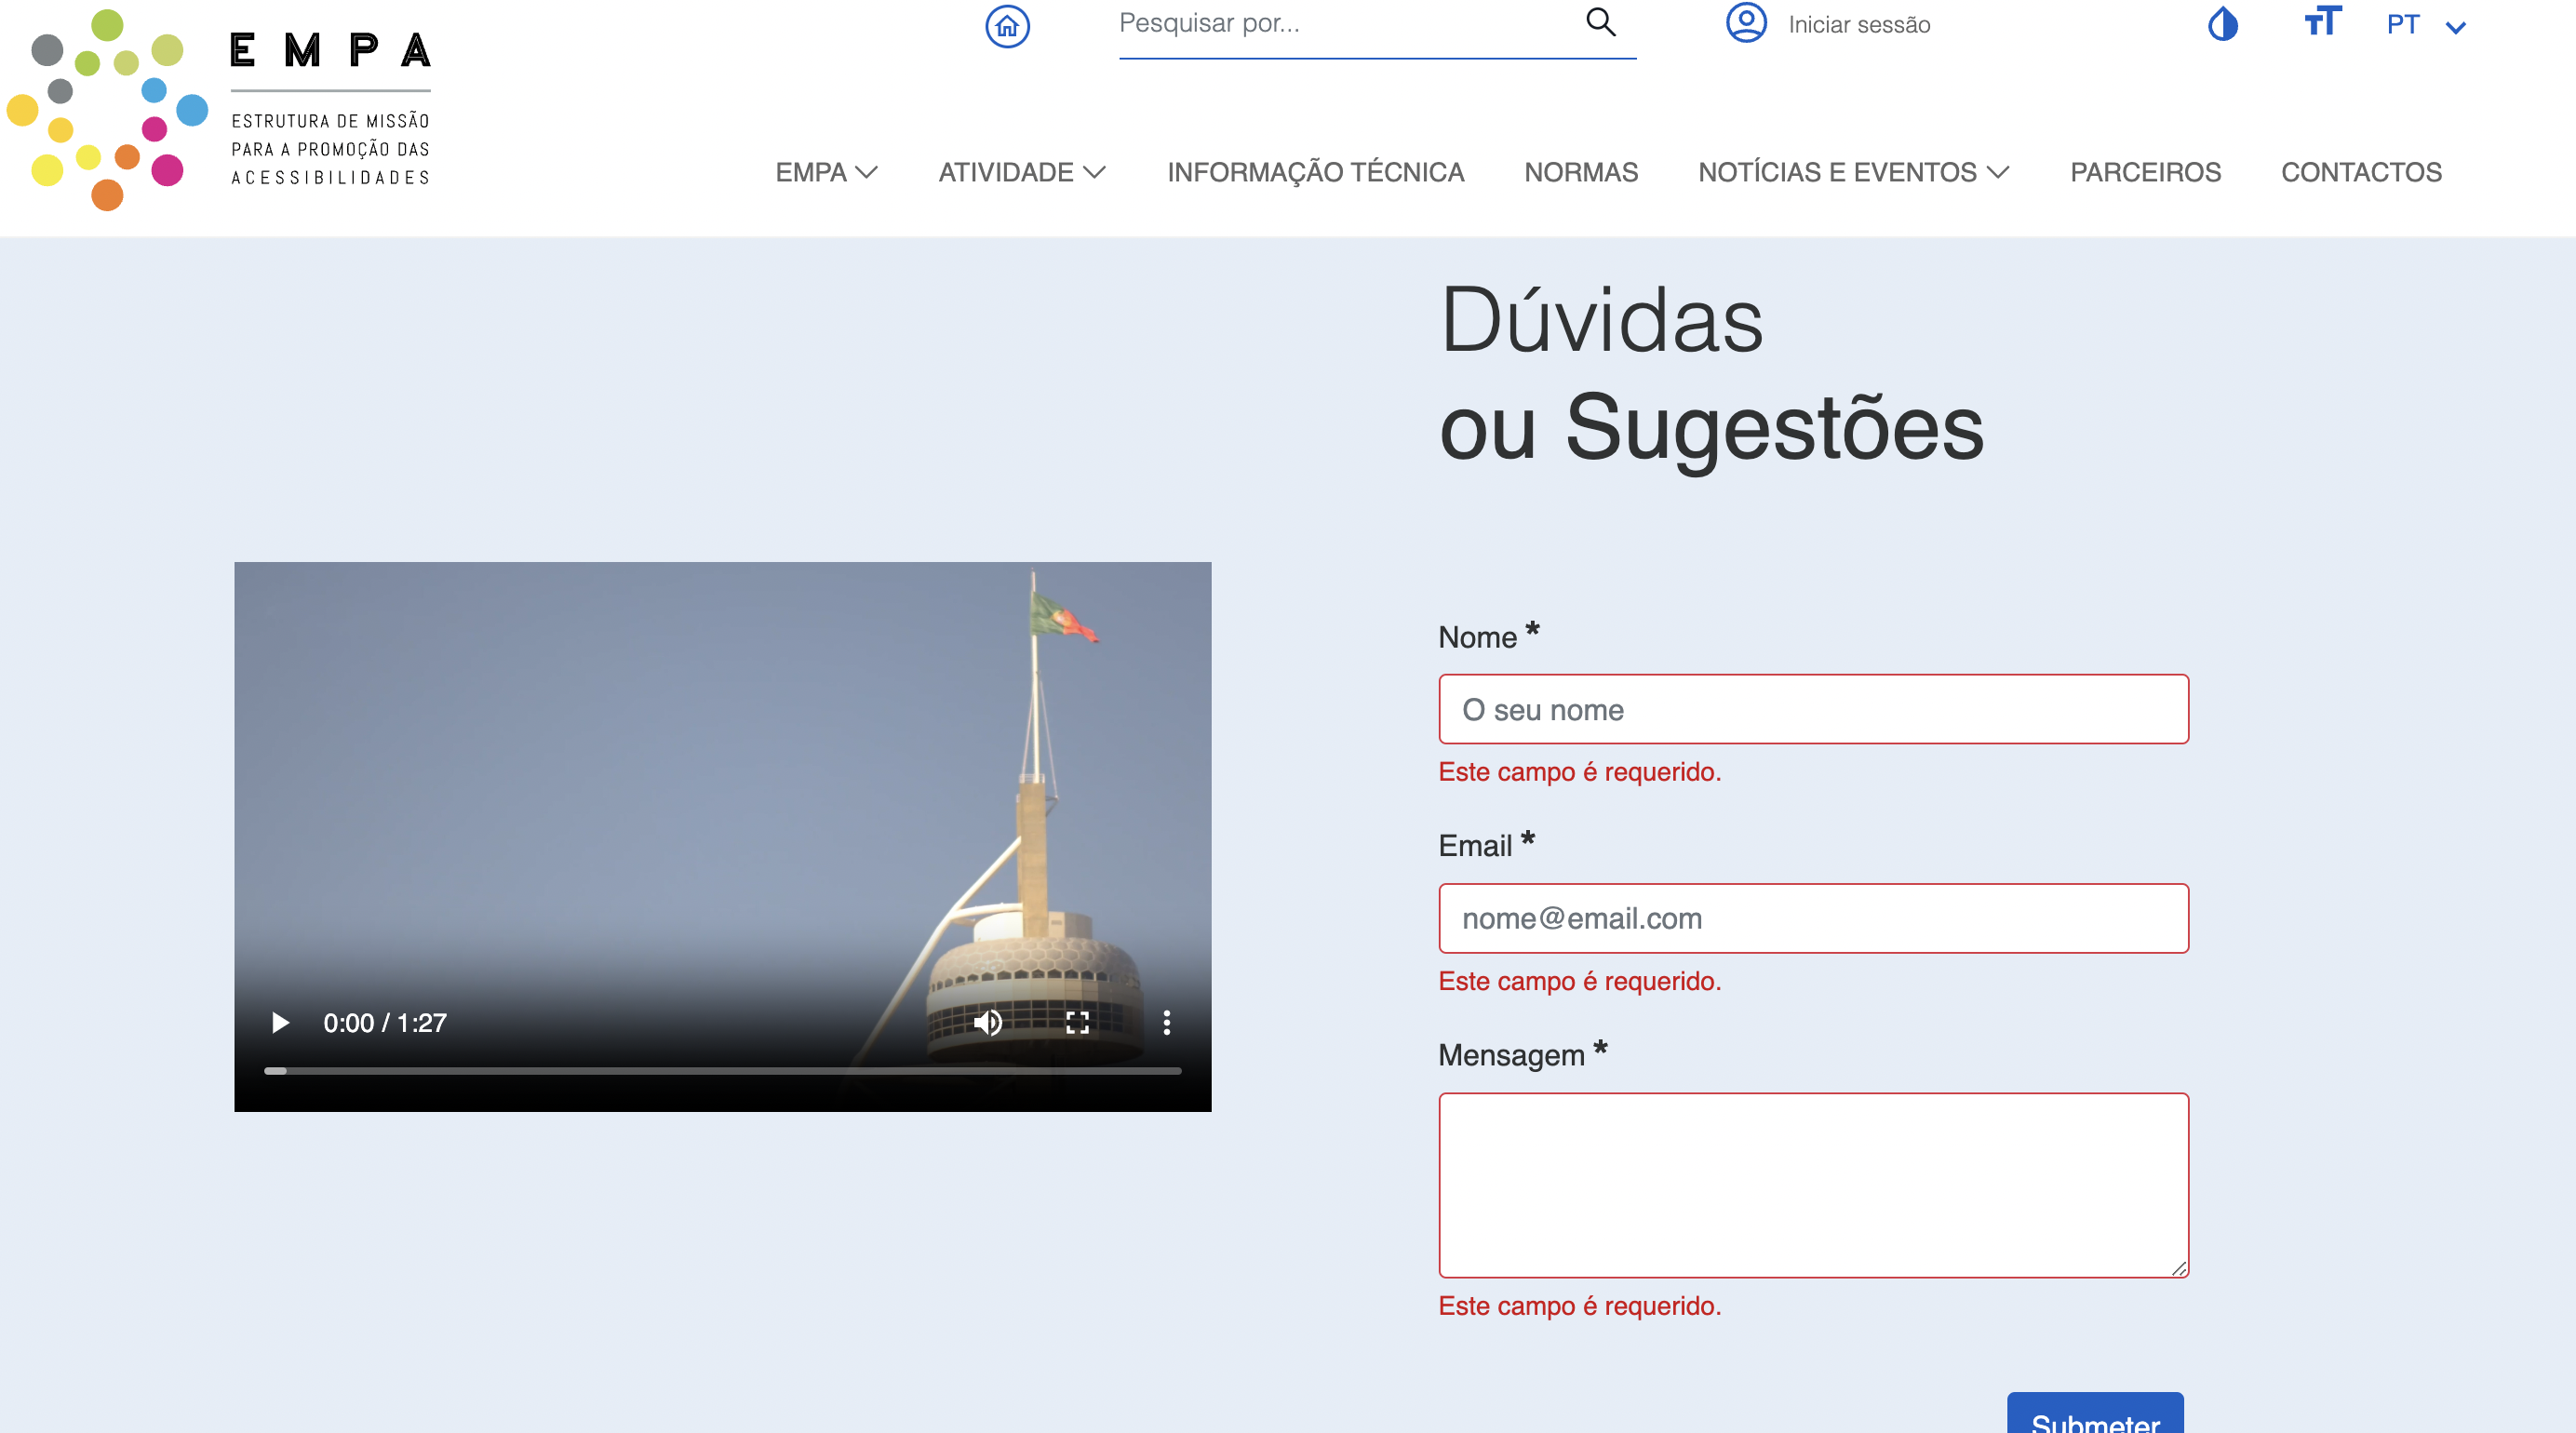 EMPA
ESTRUTURA DE MISSÃO
PARA A PROMOÇÃO DAS
ACESSIBILIDADES
Pesquisar por...
Iniciar sessão
PT
EMPA
ATIVIDADE
INFORMAÇÃO TÉCNICA
NORMAS
NOTÍCIAS E EVENTOS
PARCEIROS
CONTACTOS
Dúvidas
ou Sugestões
0:00 / 1:27
Nome *
O seu nome
Este campo é requerido.
Email *
nome@email.com
Este campo é requerido.
Mensagem *
Este campo é requerido.
Submeter